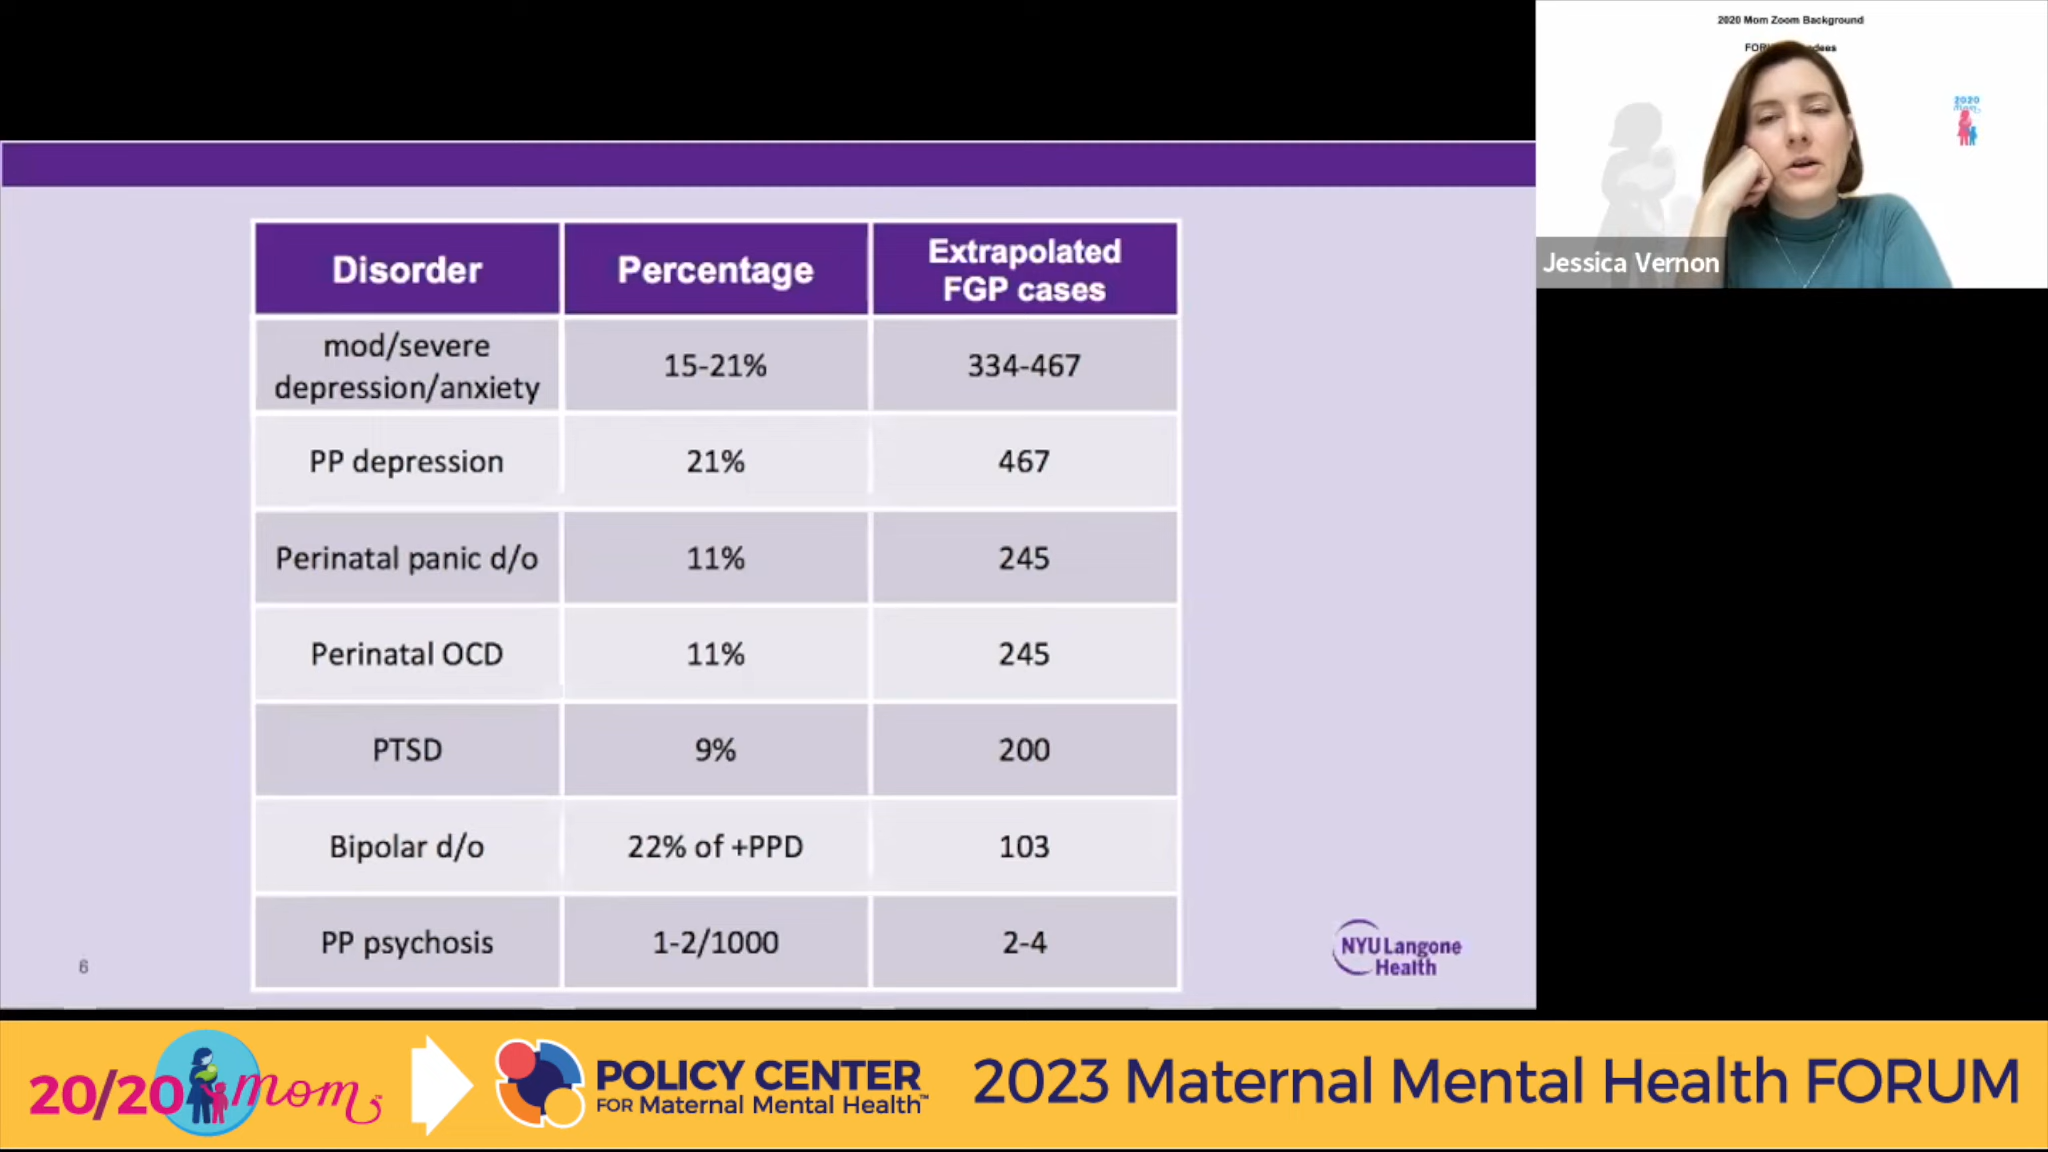 2020 Mom Zoom Background
2020
Mom
Jessica Vernon
Disorder Percentage Extrapolated
FGP cases
mod/severe
depression/anxiety 15-21% 334-467
PP depression 21% 467
Perinatal panic d/o 11% 245
Perinatal OCD 11% 245
PTSD 9% 200
Bipolar d/o 22% of +PPD 103
PP psychosis 1-2/1000 2-4
6
NYU Langone
Health
20/20 mom™
POLICY CENTER
FOR Maternal Mental Health™
2023 Maternal Mental Health FORUM